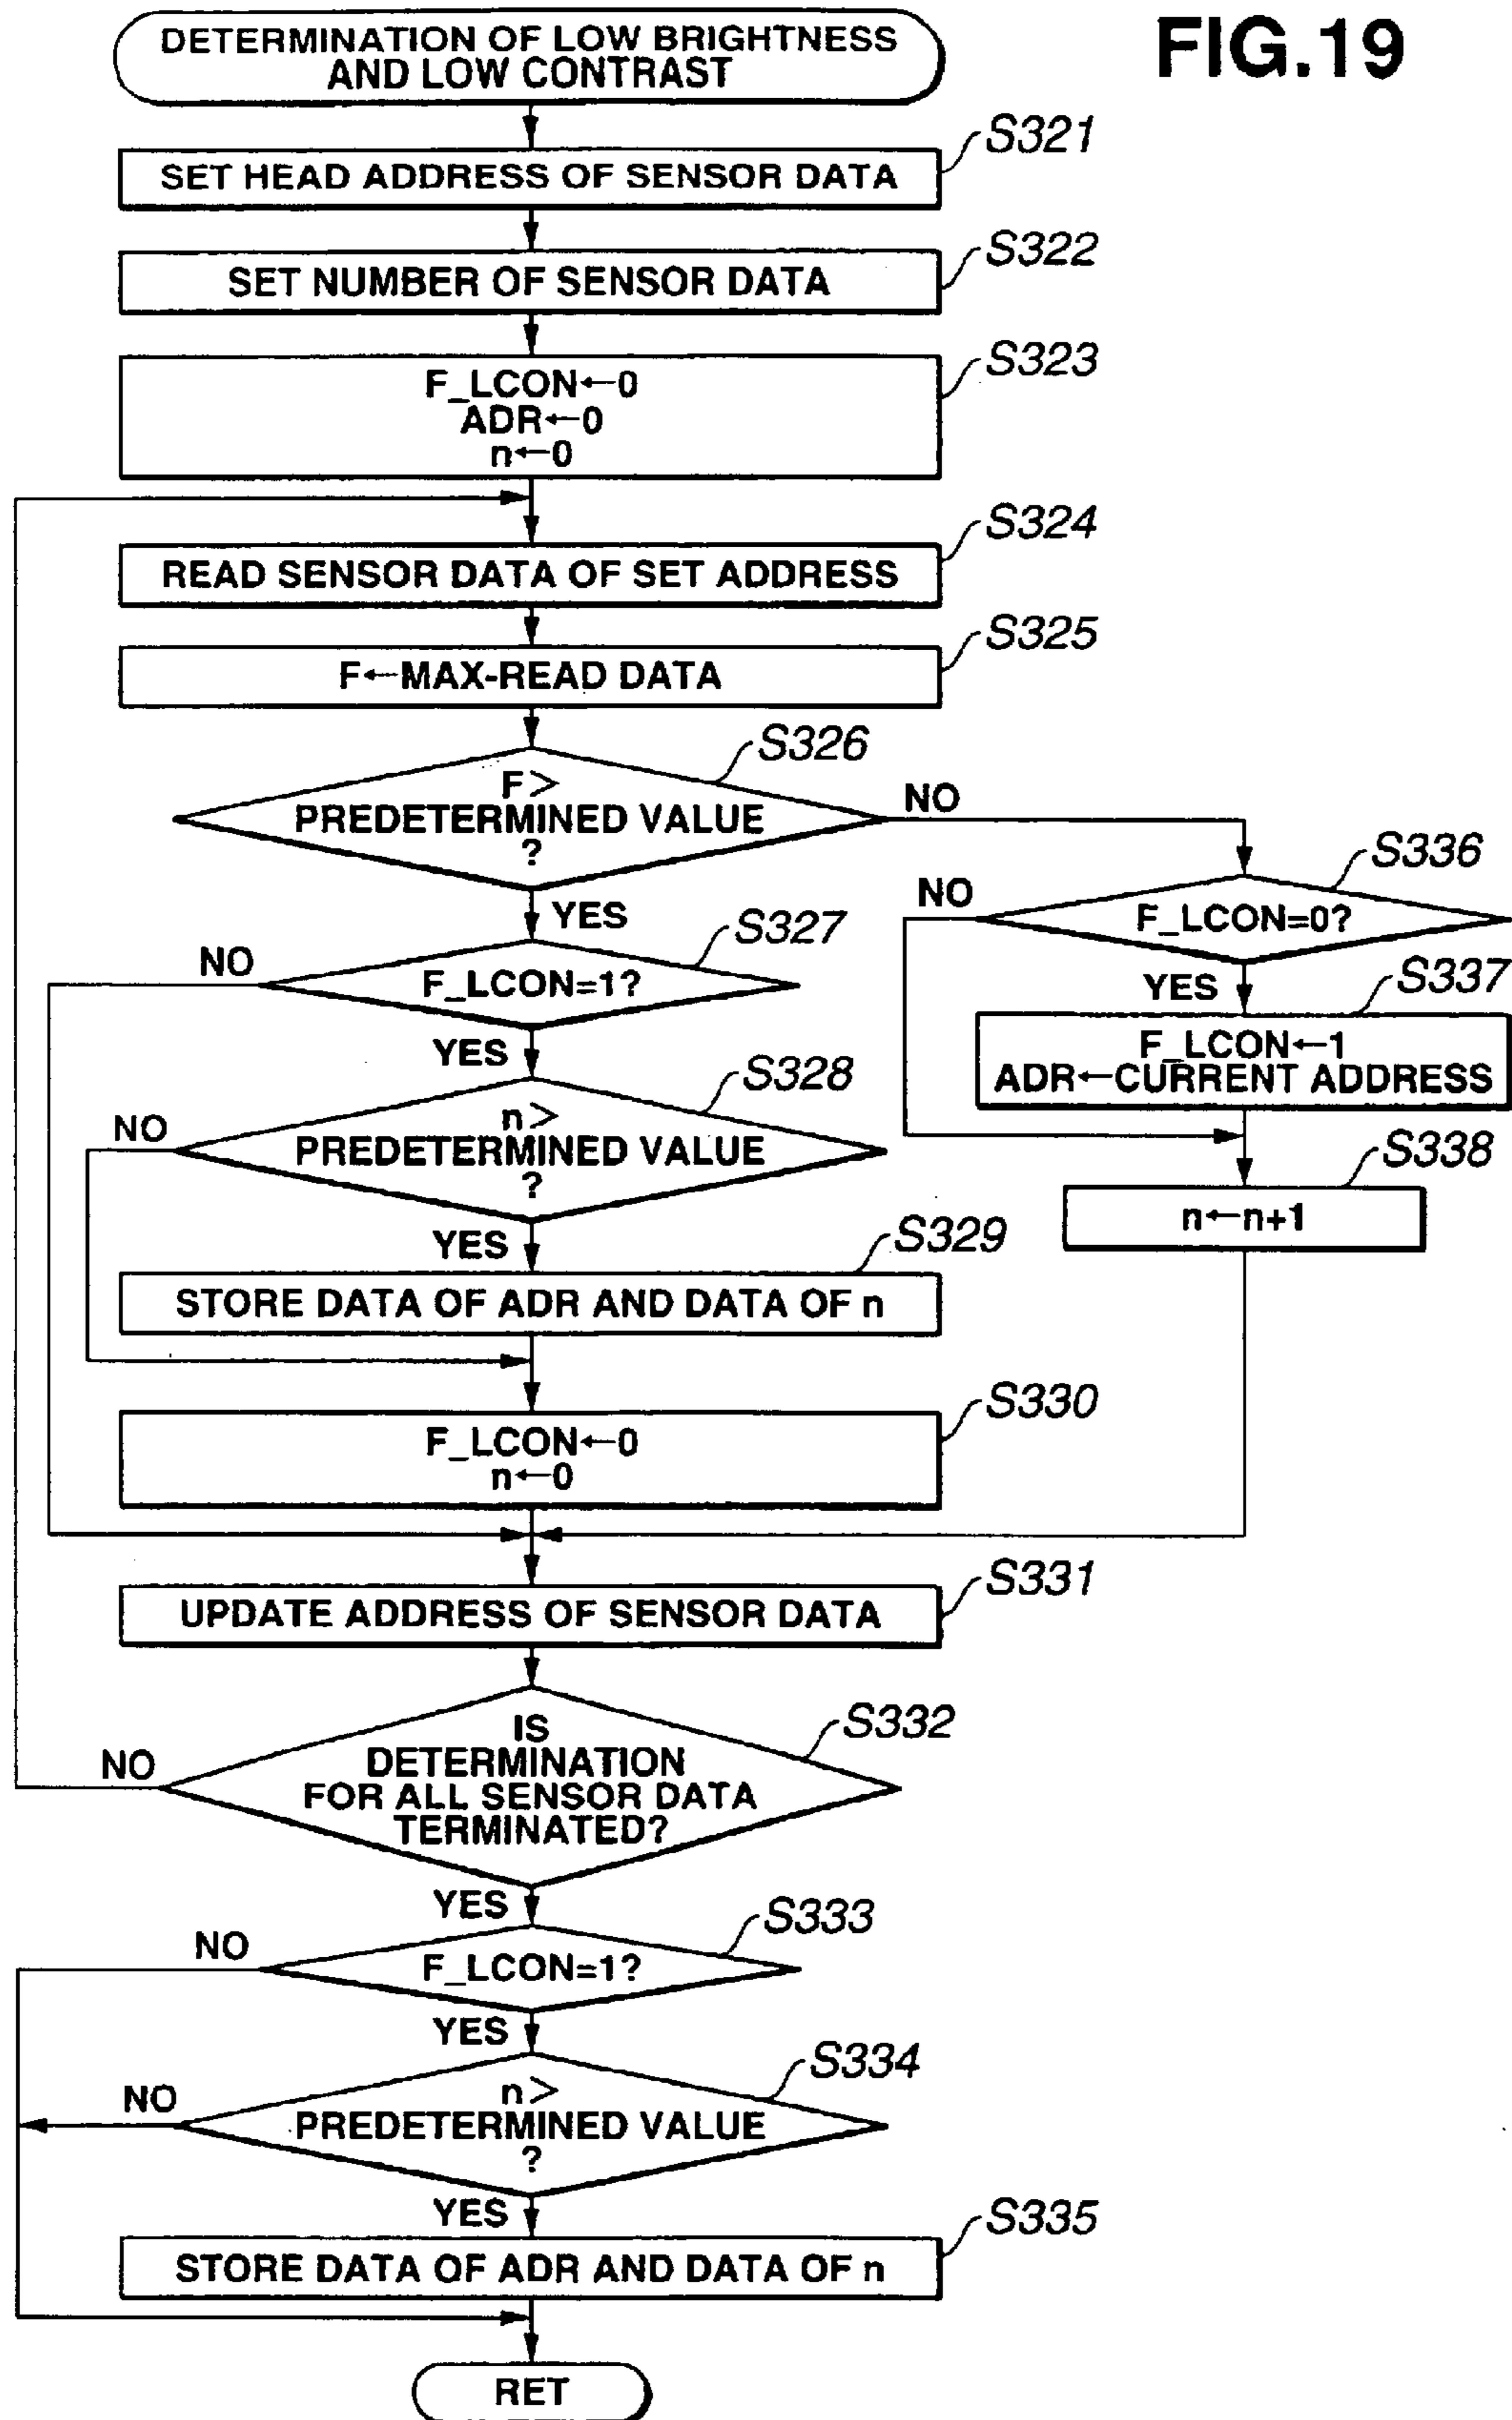 FIG.19
DETERMINATION OF LOW BRIGHTNESS
AND LOW CONTRAST
S321
SET HEAD ADDRESS OF SENSOR DATA
S322
SET NUMBER OF SENSOR DATA
S323
F_LCON←0
ADR←0
n←0
S324
READ SENSOR DATA OF SET ADDRESS
S325
F←MAX-READ DATA
S326
F>
PREDETERMINED VALUE
?
NO
YES
S336
F_LCON=0?
NO
YES
S337
F_LCON←1
ADR←CURRENT ADDRESS
S338
n←n+1
S327
F_LCON=1?
NO
YES
S328
n>
PREDETERMINED VALUE
?
NO
YES
S329
STORE DATA OF ADR AND DATA OF n
S330
F_LCON←0
n←0
S331
UPDATE ADDRESS OF SENSOR DATA
S332
IS
DETERMINATION
FOR ALL SENSOR DATA
TERMINATED?
NO
YES
S333
F_LCON=1?
NO
YES
S334
n>
PREDETERMINED VALUE
?
NO
YES
S335
STORE DATA OF ADR AND DATA OF n
RET